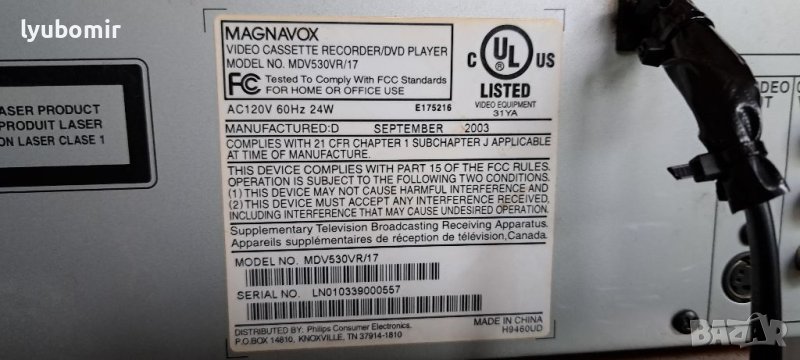 lyubomir
MAGNAVOX
VIDEO CASSETTE RECORDER/DVD PLAYER
MODEL NO. MDV530VR/17
FC Tested To Comply With FCC Standards
FOR HOME OR OFFICE USE
AC120V 60Hz 24W E175216
C UL US
LISTED
VIDEO EQUIPMENT
31YA
MANUFACTURED:D SEPTEMBER 2003
COMPLIES WITH 21 CFR CHAPTER 1 SUBCHAPTER J APPLICABLE
AT TIME OF MANUFACTURE.
THIS DEVICE COMPLIES WITH PART 15 OF THE FCC RULES.
OPERATION IS SUBJECT TO THE FOLLOWING TWO CONDITIONS.
(1) THIS DEVICE MAY NOT CAUSE HARMFUL INTERFERENCE AND
(2) THIS DEVICE MUST ACCEPT ANY INTERFERENCE RECEIVED,
INCLUDING INTERFERENCE THAT MAY CAUSE UNDESIRED OPERATION.
Supplementary Television Broadcasting Receiving Apparatus.
Appareils supplémentaires de réception de télévision, Canada.
MODEL NO. MDV530VR/17
SERIAL NO. LN010339000557
DISTRIBUTED BY: Philips Consumer Electronics.
P.O.BOX 14810, KNOXVILLE, TN 37914-1810
MADE IN CHINA
H9460UD
ASER PRODUCT
PRODUIT LASER
ON LASER CLASE 1
BAZAR